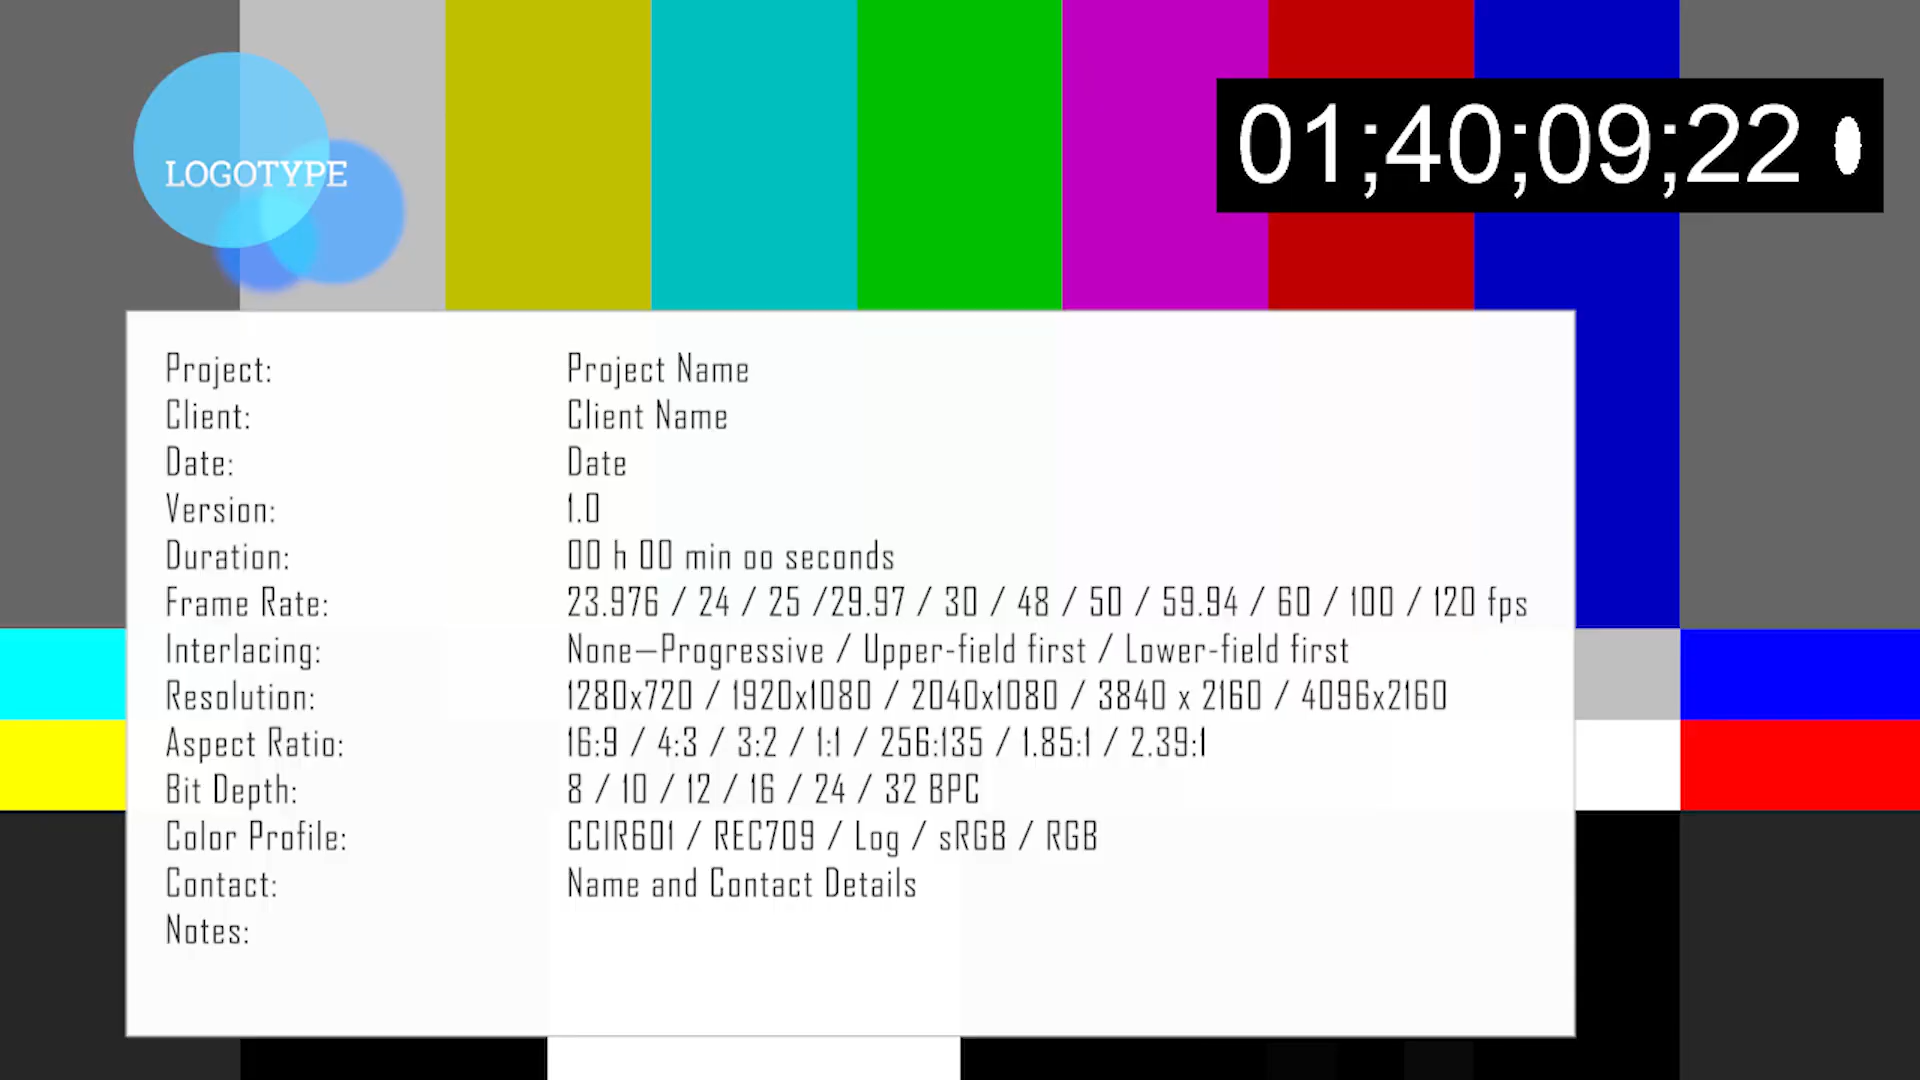 LOGOTYPE
01;40;09;22
Project: Project Name
Client: Client Name
Date: Date
Version: 1.0
Duration: 00 h 00 min oo seconds
Frame Rate: 23.976 / 24 / 25 /29.97 / 30 / 48 / 50 / 59.94 / 60 / 100 / 120 fps
Interlacing: None—Progressive / Upper-field first / Lower-field first
Resolution: 1280x720 / 1920x1080 / 2040x1080 / 3840 x 2160 / 4096x2160
Aspect Ratio: 16:9 / 4:3 / 3:2 / 1:1 / 256:135 / 1.85:1 / 2.39:1
Bit Depth: 8 / 10 / 12 / 16 / 24 / 32 BPC
Color Profile: CCIR601 / REC709 / Log / sRGB / RGB
Contact: Name and Contact Details
Notes: